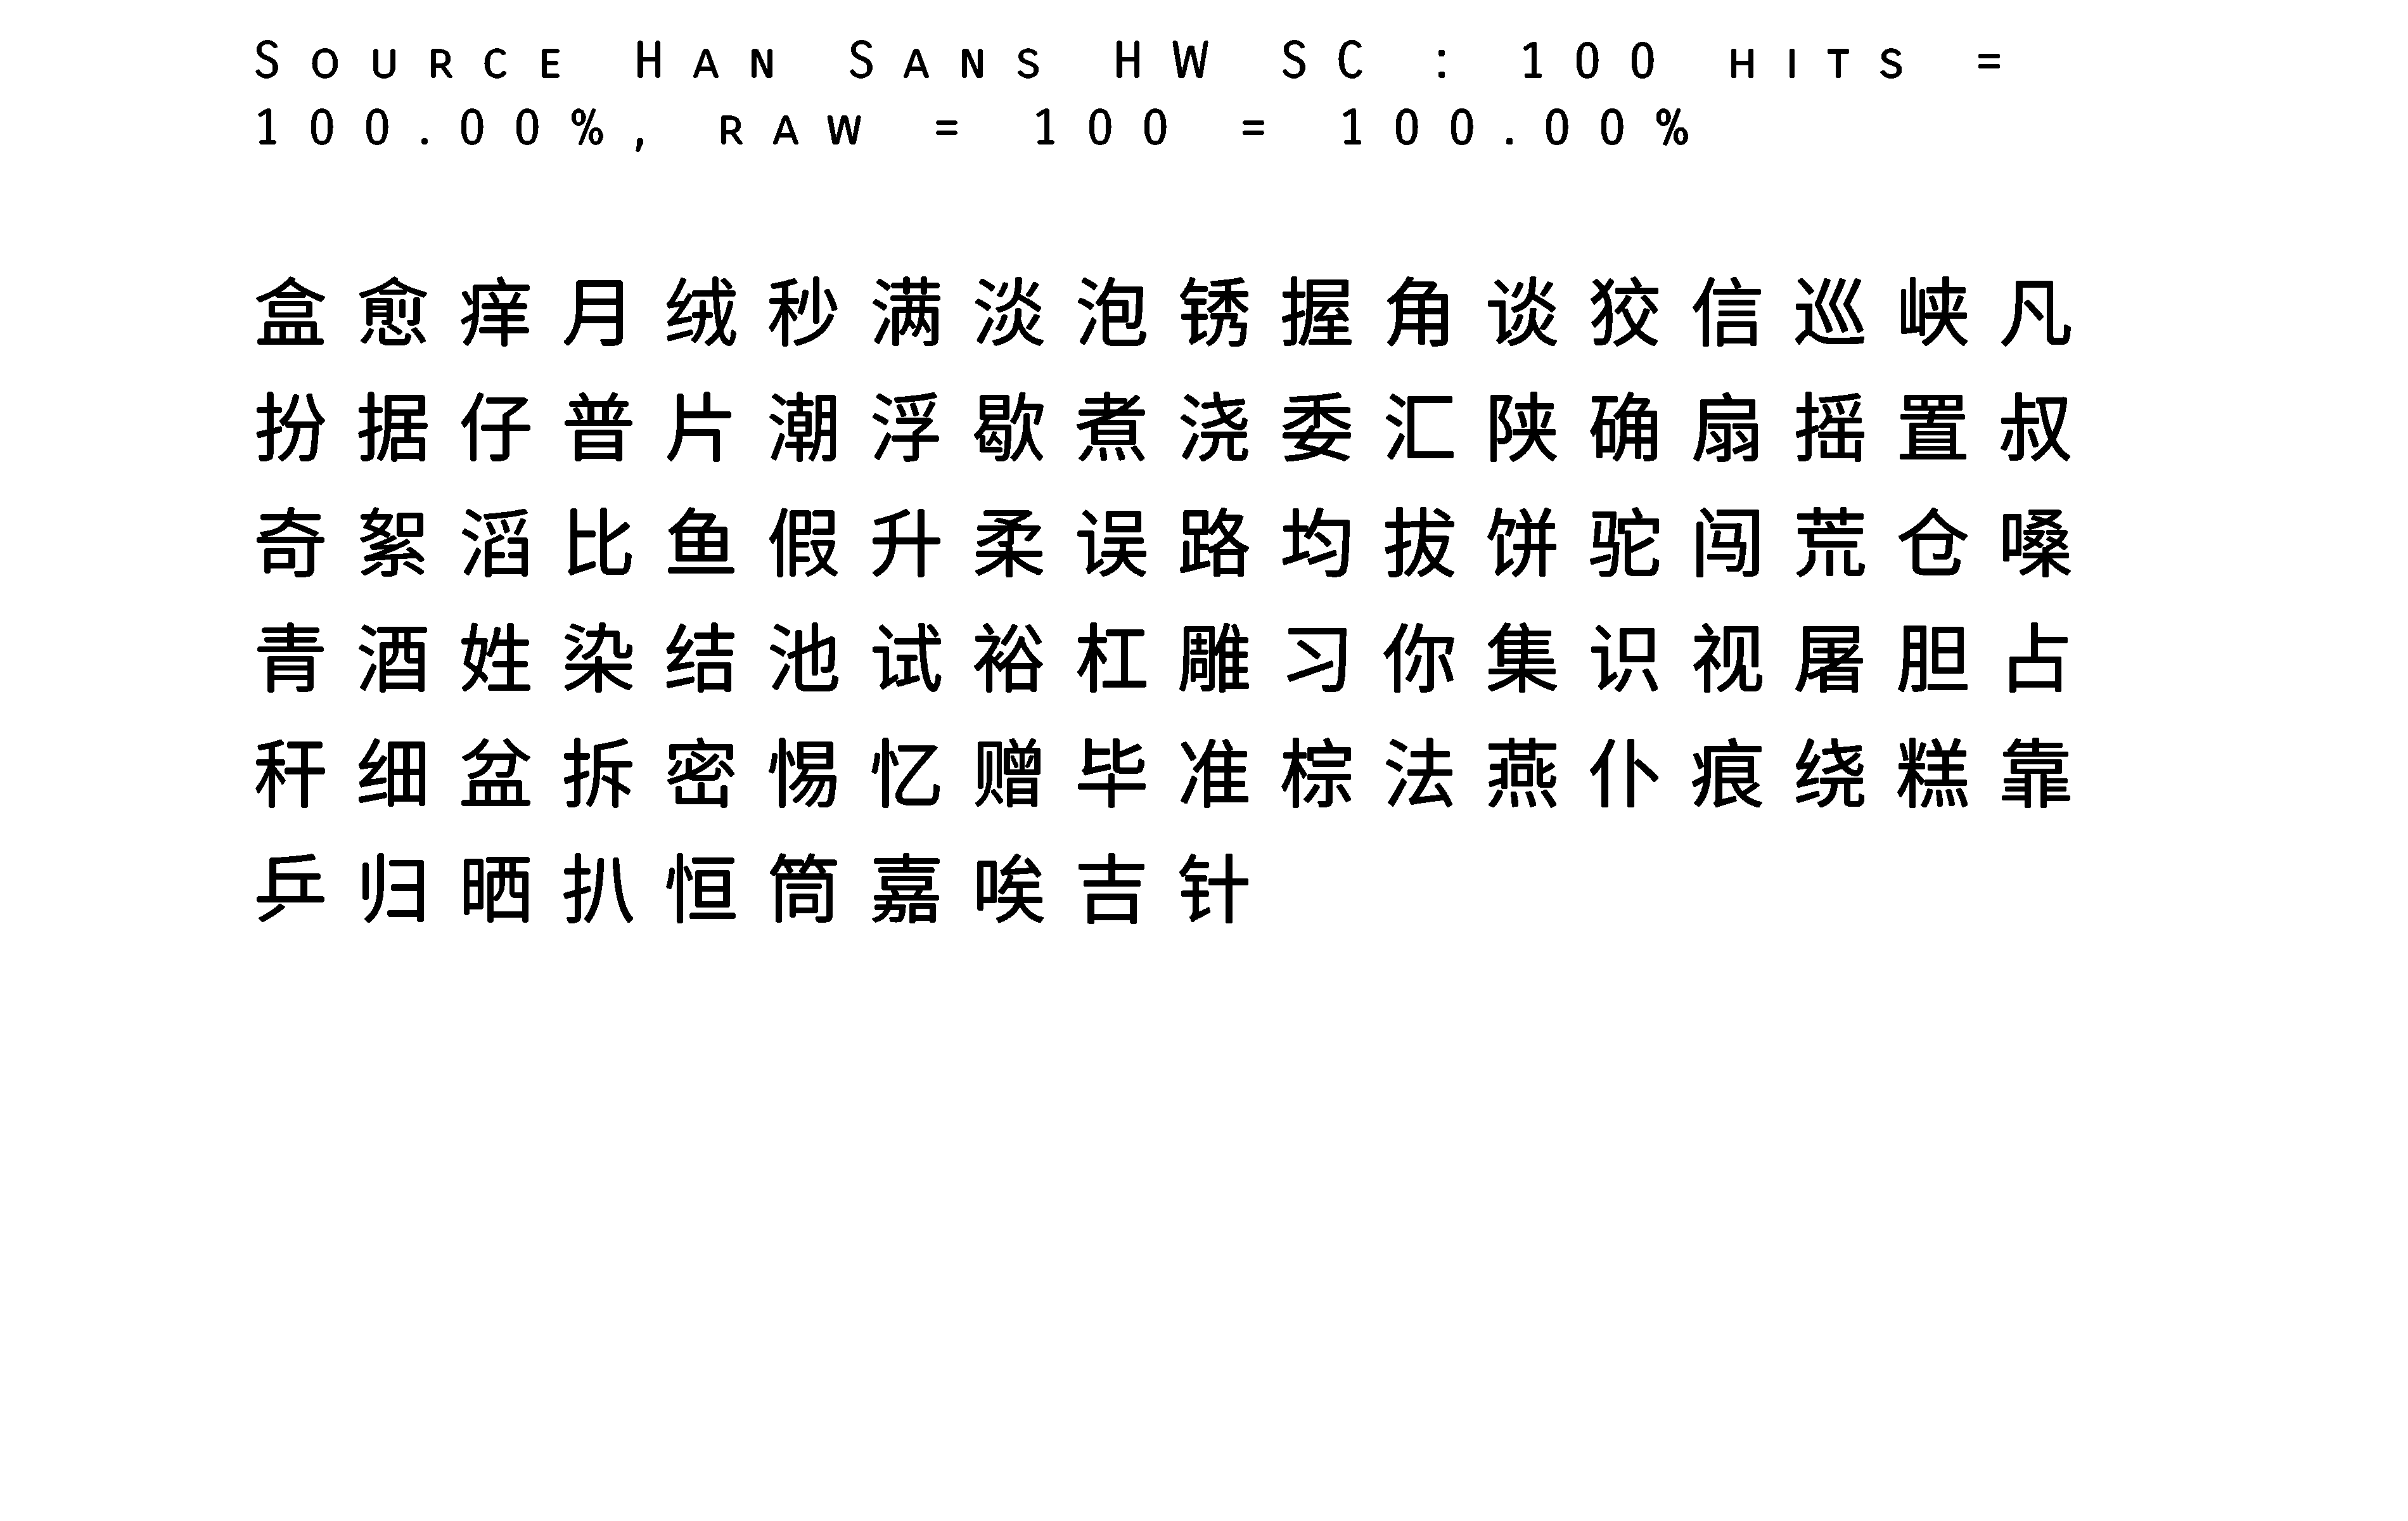 Source Han Sans HW SC : 100 hits =
100.00%, raw = 100 = 100.00%
盒愈痒月绒秒满淡泡锈握角谈狡信巡峡凡
扮据仔普片潮浮歇煮浇委汇陕确扇摇置叔
奇絮滔比鱼假升柔误路均拔饼驼闯荒仓嗓
青酒姓染结池试裕杠雕习你集识视屠胆占
秆细盆拆密惕忆赠毕准棕法燕仆痕绕糕靠
乒归晒扒恒筒嘉唉吉针